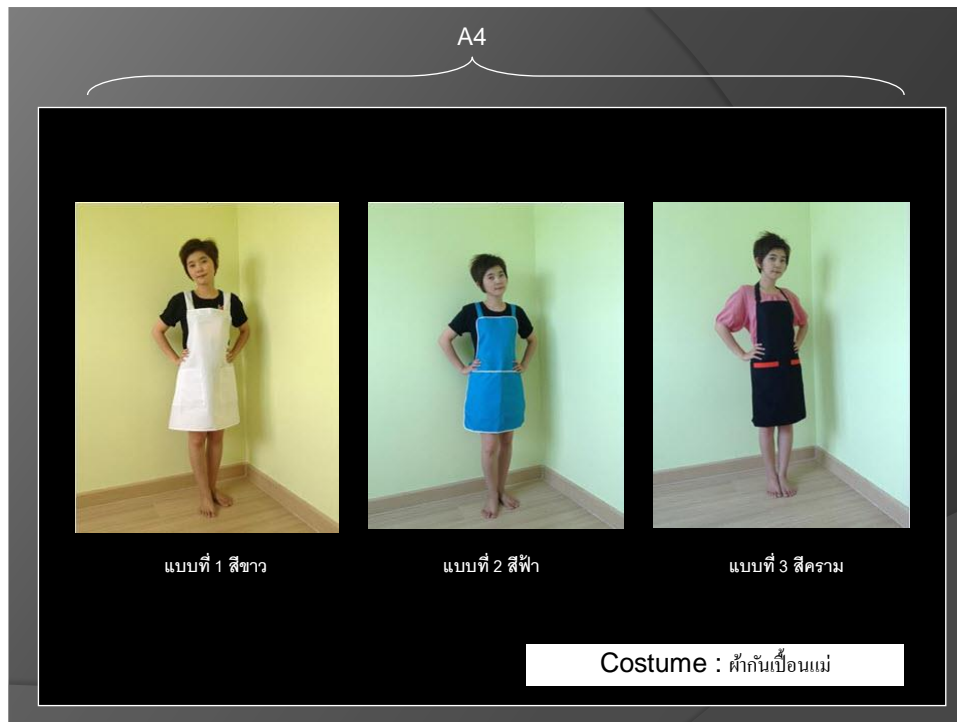 A4
แบบที่ 1 สีขาว
แบบที่ 2 สีฟ้า
แบบที่ 3 สีคราม
Costume : ผ้ากันเปื้อนแม่